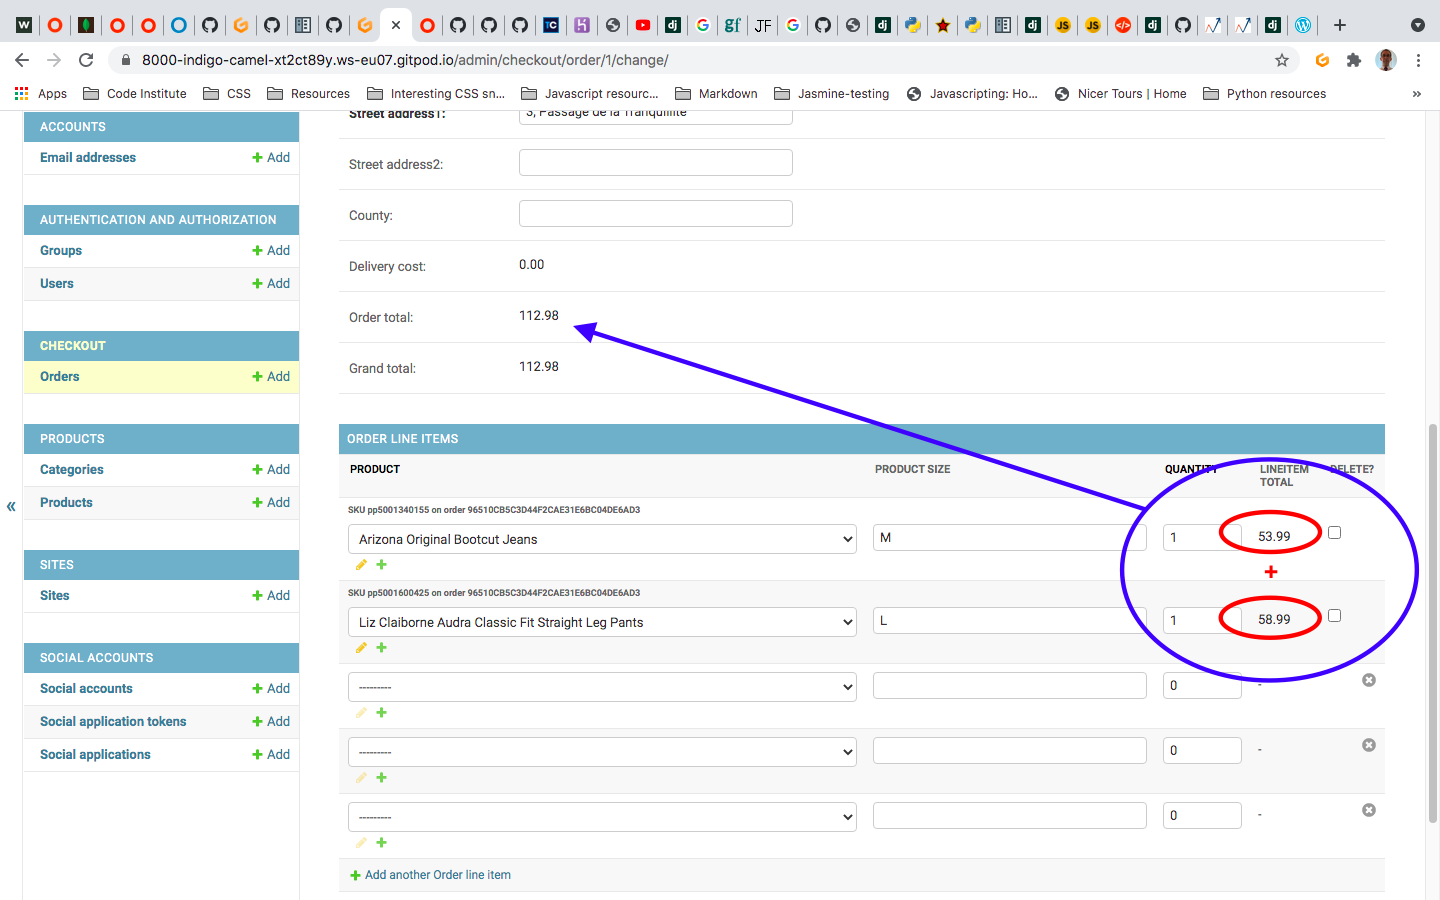 8000-indigo-camel-xt2ct89y.ws-eu07.gitpod.io/admin/checkout/order/1/change/
Apps Code Institute CSS Resources Interesting CSS sn... Javascript resourc... Markdown Jasmine-testing Javascripting: Ho... Nicer Tours | Home Python resources »
ACCOUNTS
Email addresses + Add
AUTHENTICATION AND AUTHORIZATION
Groups + Add
Users + Add
CHECKOUT
Orders + Add
PRODUCTS
Categories + Add
Products + Add
SITES
Sites + Add
SOCIAL ACCOUNTS
Social accounts + Add
Social application tokens + Add
Social applications + Add
«
Street address1: 3, Passage de la Tranquillité
Street address2:
County:
Delivery cost: 0.00
Order total: 112.98
Grand total: 112.98
ORDER LINE ITEMS
PRODUCT PRODUCT SIZE QUANTITY LINEITEM TOTAL DELETE?
SKU pp5001340155 on order 96510CB5C3D44F2CAE31E6BC04DE6AD3
Arizona Original Bootcut Jeans M 1 53.99
+
SKU pp5001600425 on order 96510CB5C3D44F2CAE31E6BC04DE6AD3
Liz Claiborne Audra Classic Fit Straight Leg Pants L 1 58.99
--------- 0 -
--------- 0 -
--------- 0 -
+ Add another Order line item